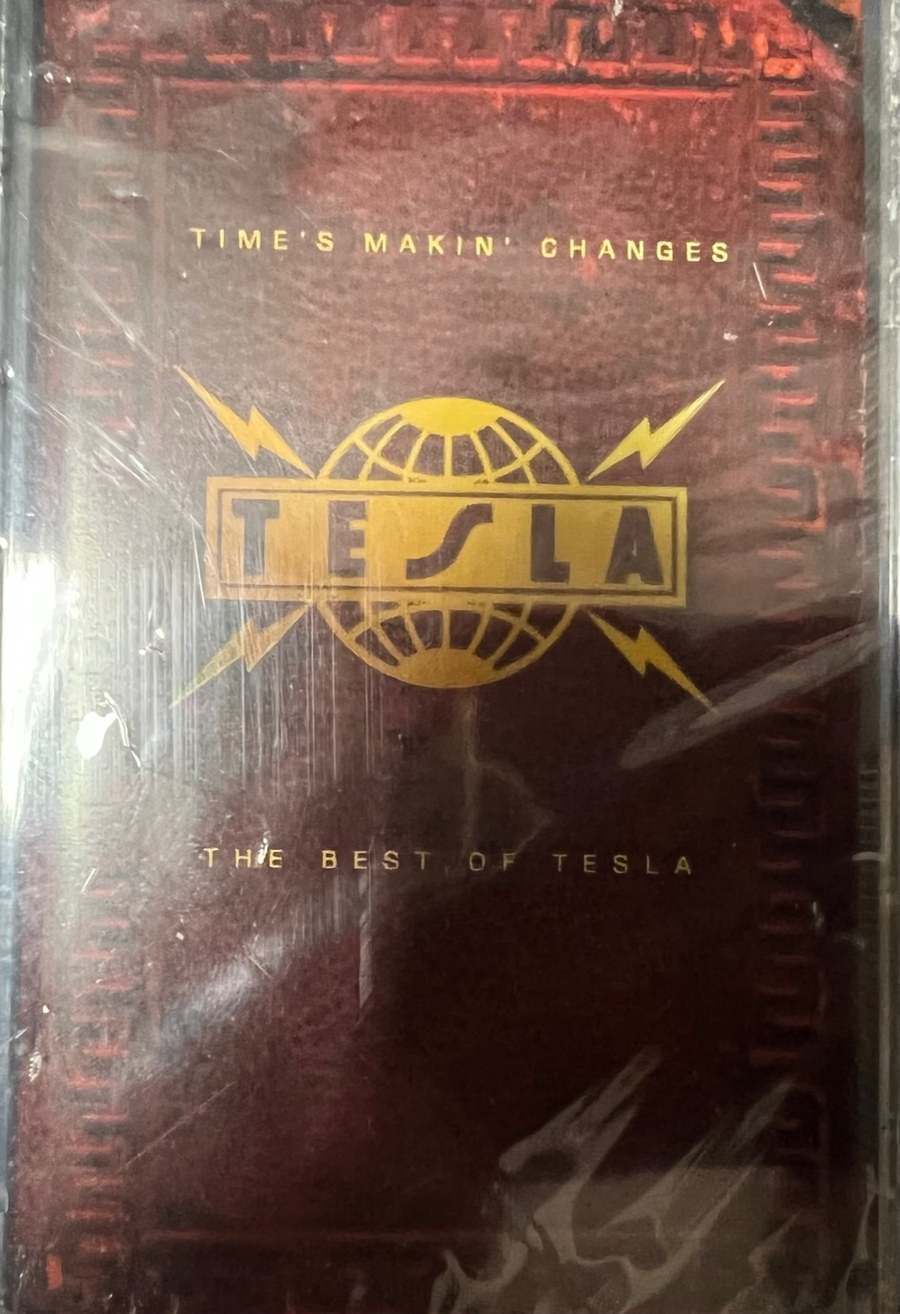 TIME'S MAKIN' CHANGES
TESLA
THE BEST OF TESLA